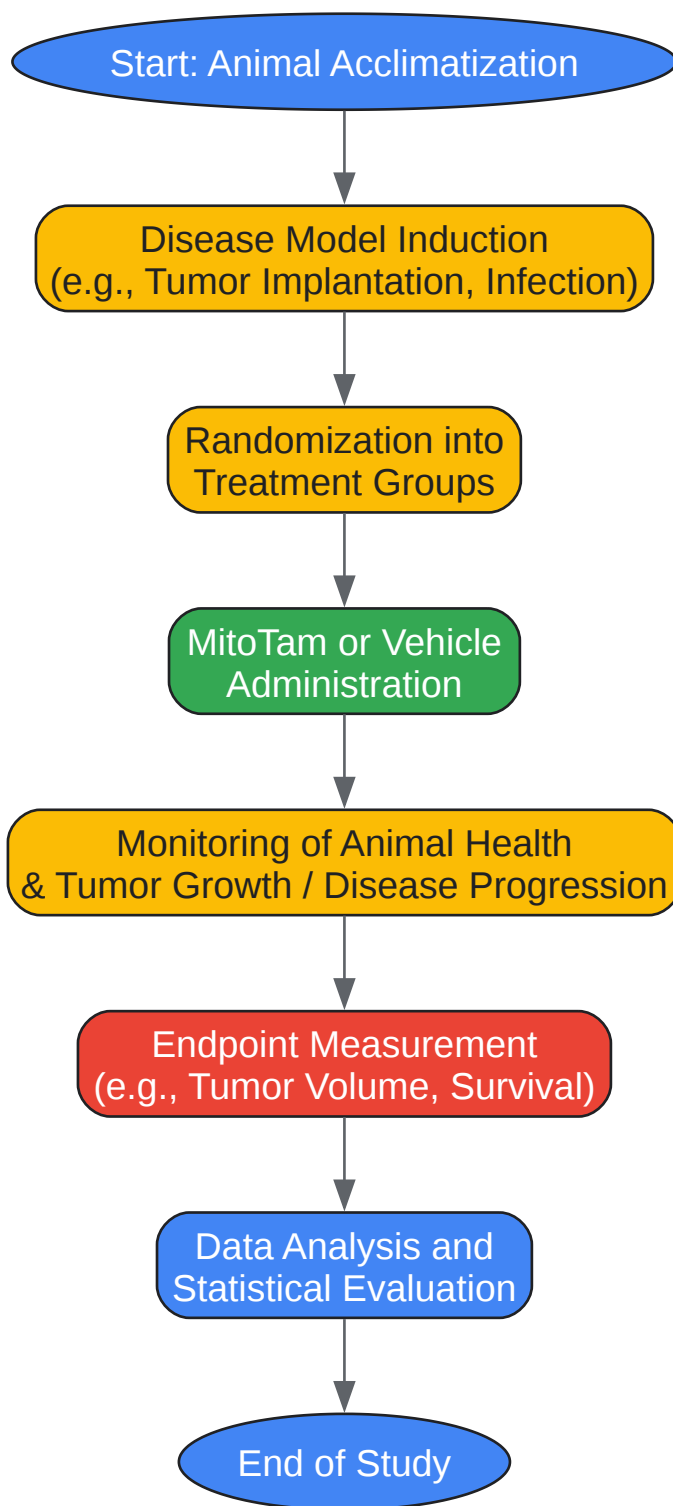 Start: Animal Acclimatization
Disease Model Induction
(e.g., Tumor Implantation, Infection)
Randomization into
Treatment Groups
MitoTam or Vehicle
Administration
Monitoring of Animal Health
& Tumor Growth / Disease Progression
Endpoint Measurement
(e.g., Tumor Volume, Survival)
Data Analysis and
Statistical Evaluation
End of Study